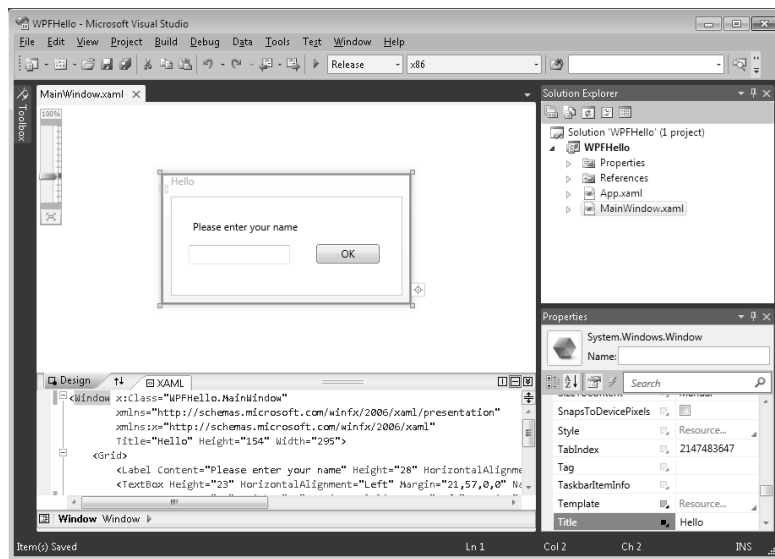 WPFHello - Microsoft Visual Studio
File Edit View Project Build Debug Data Tools Test Window Help
Release x86
Toolbox
MainWindow.xaml
100%
Hello
Please enter your name
OK
Design XAML
<Window x:Class="WPFHello.MainWindow"
xmlns="http://schemas.microsoft.com/winfx/2006/xaml/presentation"
xmlns:x="http://schemas.microsoft.com/winfx/2006/xaml"
Title="Hello" Height="154" Width="295">
<Grid>
<Label Content="Please enter your name" Height="28" HorizontalAlignme
<TextBox Height="23" HorizontalAlignment="Left" Margin="21,57,0,0" Na
Window Window
Solution Explorer
Solution 'WPFHello' (1 project)
WPFHello
Properties
References
App.xaml
MainWindow.xaml
Properties
System.Windows.Window
Name:
Search
SnapsToDevicePixels
Style Resource...
TabIndex 2147483647
Tag
TaskbarItemInfo
Template Resource...
Title Hello
Item(s) Saved Ln 1 Col 2 Ch 2 INS